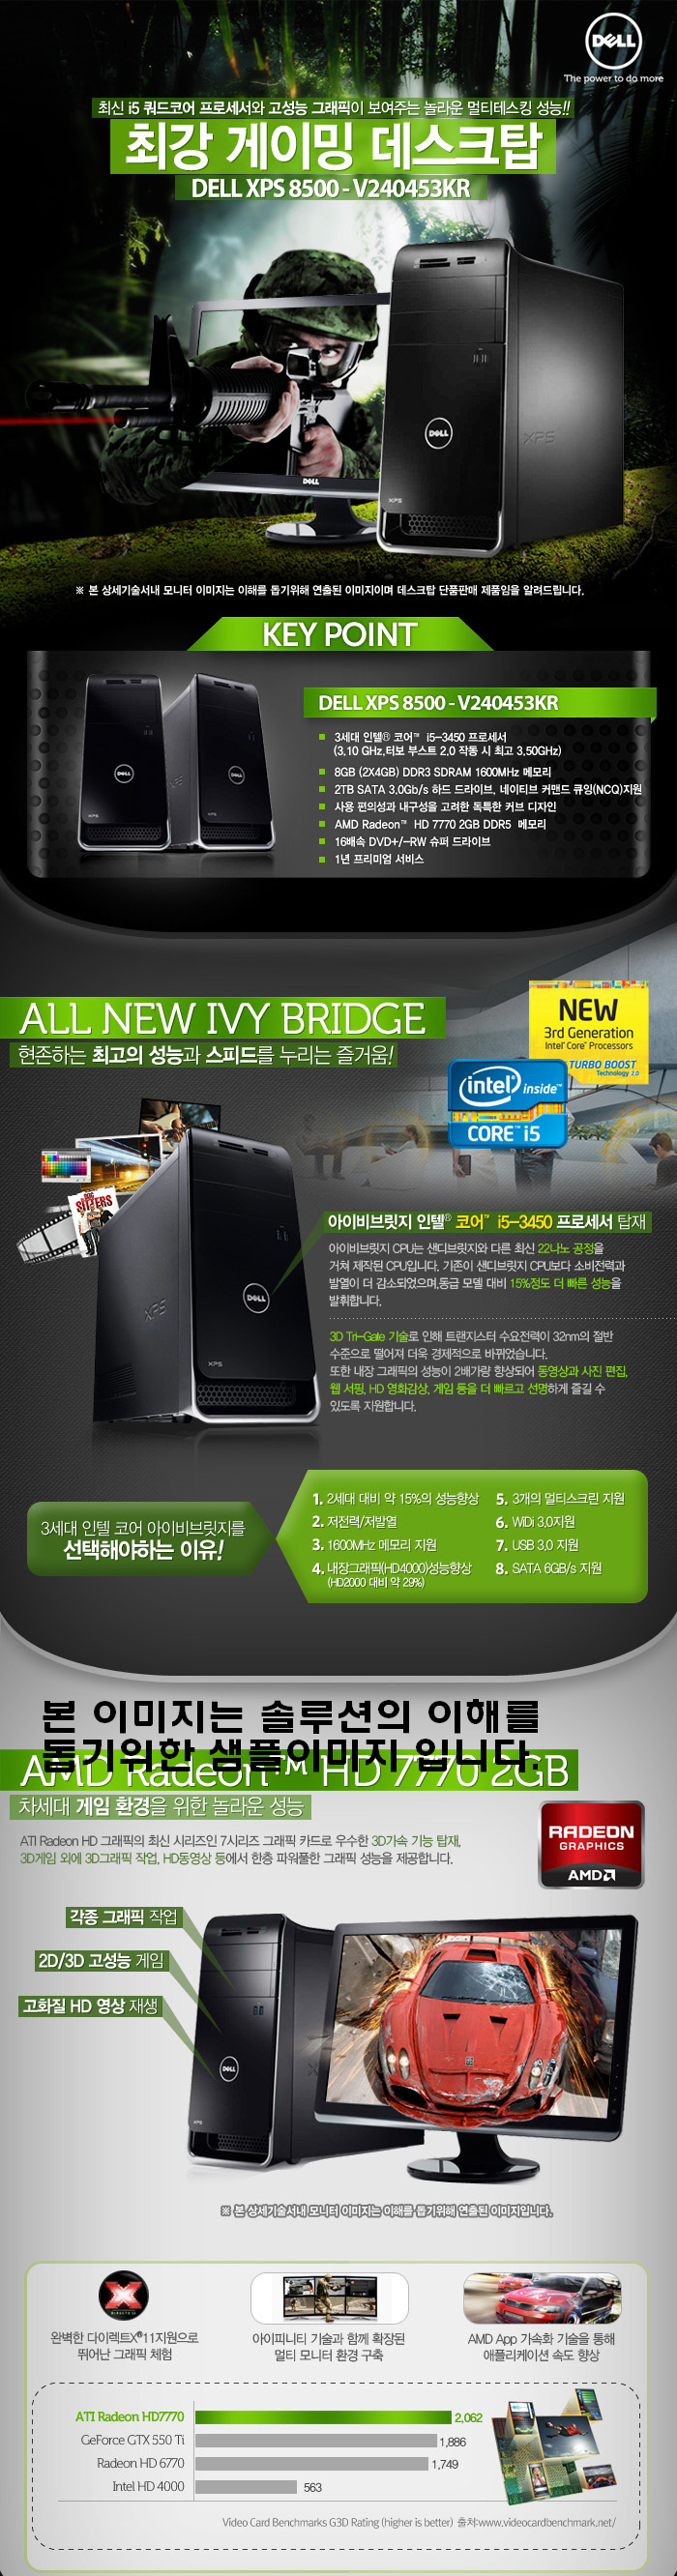 DELL
The power to do more
최신 i5 쿼드코어 프로세서와 고성능 그래픽이 보여주는 놀라운 멀티테스킹 성능!!
최강 게이밍 데스크탑
DELL XPS 8500 - V240453KR
DELL
XPS
XPS
DELL
※ 본 상세기술서내 모니터 이미지는 이해를 돕기위해 연출된 이미지이며 데스크탑 단품판매 제품임을 알려드립니다.
KEY POINT
DELL XPS 8500 - V240453KR
3세대 인텔® 코어™ i5-3450 프로세서
(3.10 GHz,터보 부스트 2.0 작동 시 최고 3.50GHz)
8GB (2X4GB) DDR3 SDRAM 1600MHz 메모리
2TB SATA 3.0Gb/s 하드 드라이브, 네이티브 커맨드 큐잉(NCQ)지원
사용 편의성과 내구성을 고려한 독특한 커브 디자인
AMD Radeon™ HD 7770 2GB DDR5 메모리
16배속 DVD+/-RW 슈퍼 드라이브
1년 프리미엄 서비스
ALL NEW IVY BRIDGE
현존하는 최고의 성능과 스피드를 누리는 즐거움!
NEW
3rd Generation
Intel® Core™ Processors
TURBO BOOST
Technology 2.0
intel inside™
CORE™ i5
SITTERS
DELL
XPS
XPS
아이비브릿지 인텔® 코어™ i5-3450 프로세서 탑재
아이비브릿지 CPU는 샌디브릿지와 다른 최신 22나노 공정을
거쳐 제작된 CPU입니다. 기존이 샌디브릿지 CPU보다 소비전력과
발열이 더 감소되었으며,동급 모델 대비 15%정도 더 빠른 성능을
발휘합니다.
3D Tri-Gate 기술로 인해 트랜지스터 수요전력이 32nm의 절반
수준으로 떨어져 더욱 경제적으로 바뀌었습니다.
또한 내장 그래픽의 성능이 2배가량 향상되어 동영상과 사진 편집,
웹 서핑, HD 영화감상, 게임 등을 더 빠르고 선명하게 즐길 수
있도록 지원합니다.
3세대 인텔 코어 아이비브릿지를
선택해야하는 이유!
1. 2세대 대비 약 15%의 성능향상
2. 저전력/저발열
3. 1600MHz 메모리 지원
4. 내장그래픽(HD4000)성능향상
(HD2000 대비 약 29%)
5. 3개의 멀티스크린 지원
6. WiDi 3.0지원
7. USB 3.0 지원
8. SATA 6GB/s 지원
본 이미지는 솔루션의 이해를
돕기위한 샘플이미지 입니다.
AMD Radeon™ HD 7770 2GB
차세대 게임 환경을 위한 놀라운 성능
ATI Radeon HD 그래픽의 최신 시리즈인 7시리즈 그래픽 카드로 우수한 3D가속 기능 탑재,
3D게임 외에 3D그래픽 작업, HD동영상 등에서 한층 파워풀한 그래픽 성능을 제공합니다.
RADEON
GRAPHICS
AMD
각종 그래픽 작업
2D/3D 고성능 게임
고화질 HD 영상 재생
DELL
XPS
※ 본 상세기술서내 모니터 이미지는 이해를 돕기위해 연출된 이미지입니다.
완벽한 다이렉트X®11지원으로
뛰어난 그래픽 체험
아이피니티 기술과 함께 확장된
멀티 모니터 환경 구축
AMD App 가속화 기술을 통해
애플리케이션 속도 향상
ATI Radeon HD7770 2,062
GeForce GTX 550 Ti 1,886
Radeon HD 6770 1,749
Intel HD 4000 563
Video Card Benchmarks G3D Rating (higher is better) 출처:www.videocardbenchmark.net/